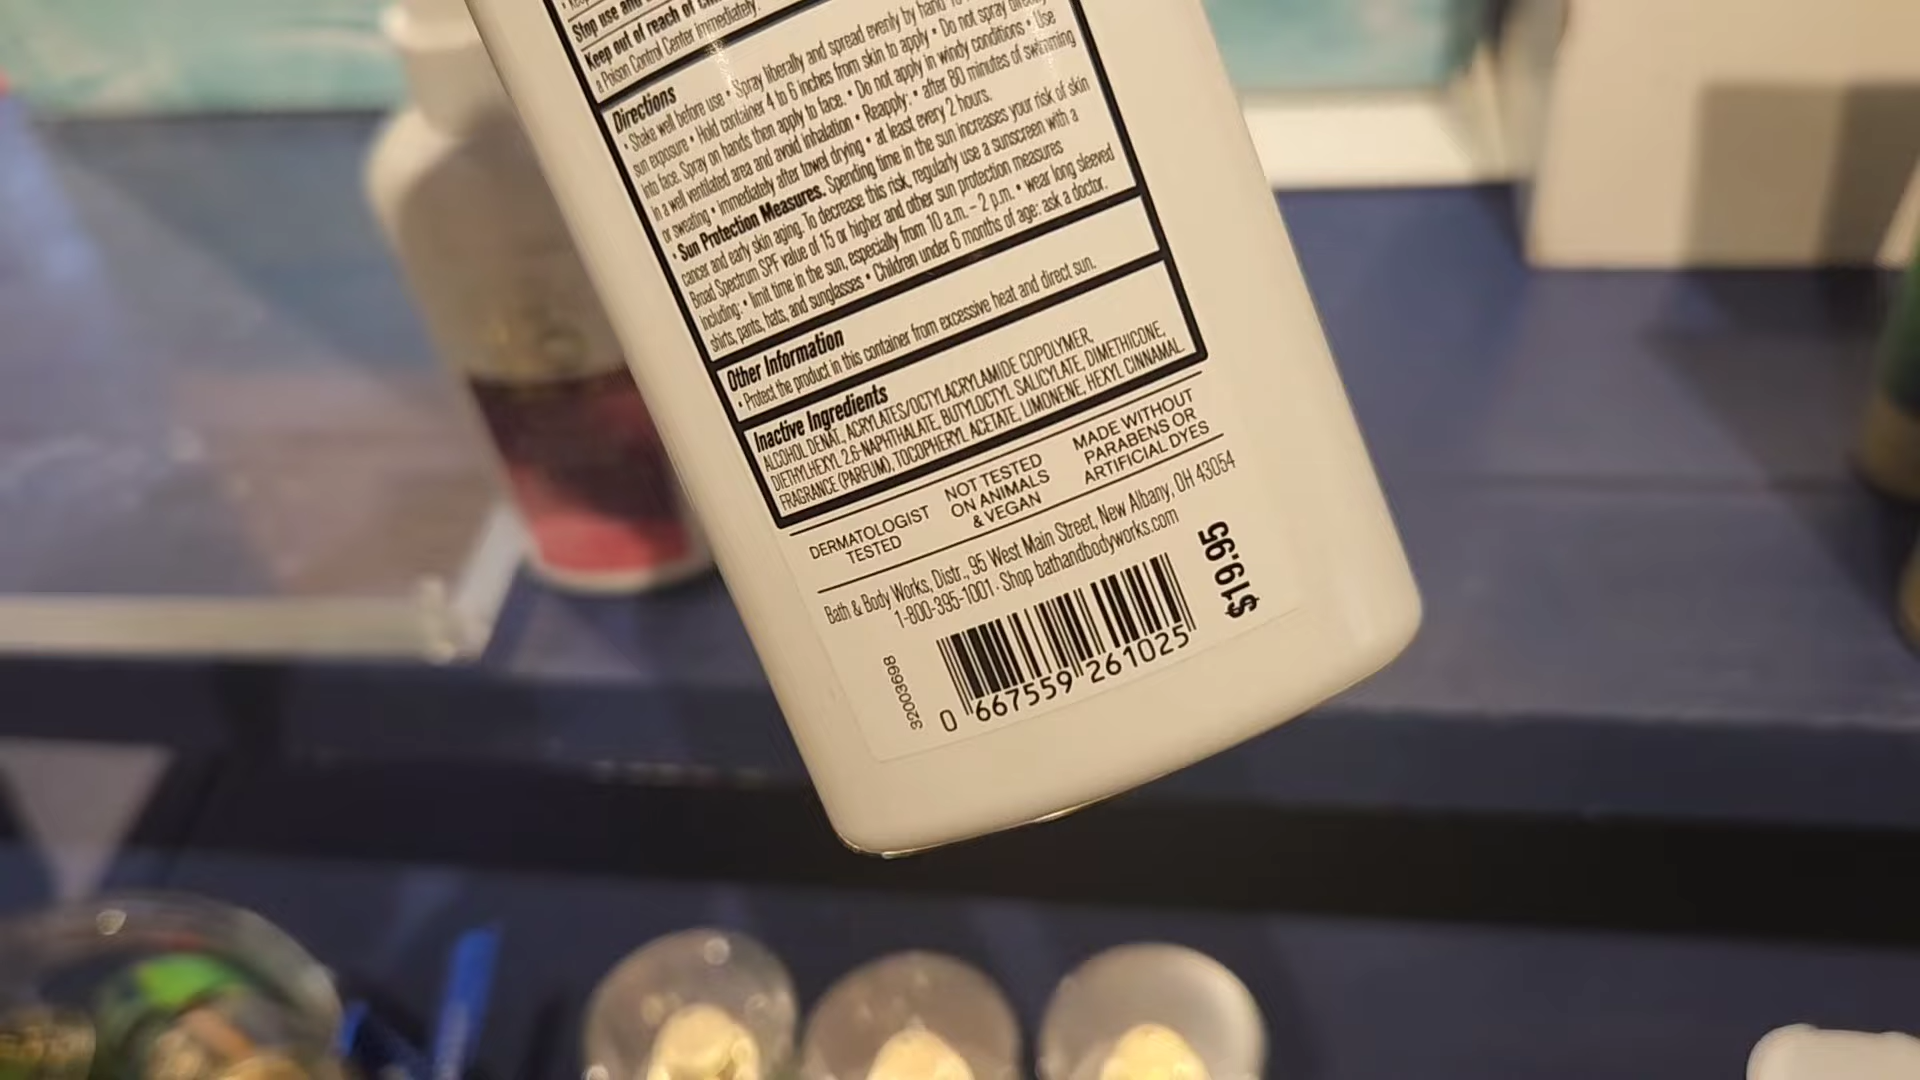 Stop use and
Keep out of reach of
a Poison Control Center immediately.
Directions
• Shake well before use • Spray liberally and spread evenly by hand
sun exposure • Hold container 4 to 6 inches from skin to apply • Do not spray directly
into face. Spray on hands then apply to face. • Do not apply in windy conditions • Use
in a well ventilated area and avoid inhalation • Reapply: • after 80 minutes of swimming
or sweating • immediately after towel drying • at least every 2 hours.
• Sun Protection Measures. Spending time in the sun increases your risk of skin
cancer and early skin aging. To decrease this risk, regularly use a sunscreen with a
Broad Spectrum SPF value of 15 or higher and other sun protection measures
including: • limit time in the sun, especially from 10 a.m. – 2 p.m. • wear long sleeved
shirts, pants, hats, and sunglasses • Children under 6 months of age: ask a doctor.
Other Information
• Protect the product in this container from excessive heat and direct sun.
Inactive Ingredients
ALCOHOL DENAT., ACRYLATES/OCTYLACRYLAMIDE COPOLYMER,
DIETHYLHEXYL 2,6-NAPHTHALATE, BUTYLOCTYL SALICYLATE, DIMETHICONE,
FRAGRANCE (PARFUM), TOCOPHERYL ACETATE, LIMONENE, HEXYL CINNAMAL.
DERMATOLOGIST
TESTED
NOT TESTED
ON ANIMALS
& VEGAN
MADE WITHOUT
PARABENS OR
ARTIFICIAL DYES
Bath & Body Works, Distr., 95 West Main Street, New Albany, OH 43054
1-800-395-1001 · Shop bathandbodyworks.com
$19.95
32003698
0 667559 261025